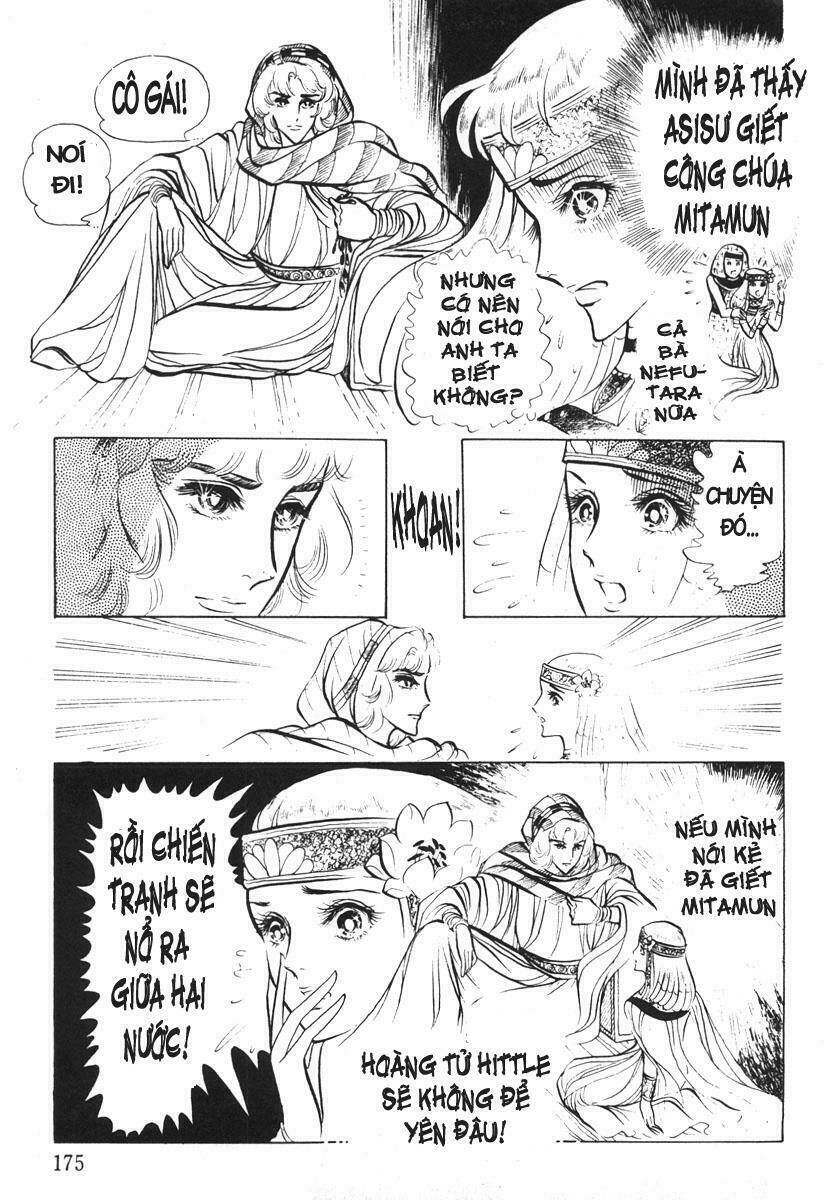 MÌNH ĐÃ THẤY
ASISƯ GIẾT
CÔNG CHÚA
MITAMUN
CẢ
BÀ
NEFU-
TARA
NỮA
NHƯNG
CÓ NÊN
NÓI CHO
ANH TA
BIẾT
KHÔNG?
CÔ GÁI!
NOÍ
ĐI!
À
CHUYỆN
ĐÓ...
KHOAN!
NẾU MÌNH
NÓI KẺ
ĐÃ GIẾT
MITAMUN
HOÀNG TỬ HITTLE
SẼ KHÔNG ĐỂ
YÊN ĐÂU!
RỒI CHIẾN
TRANH SẼ
NỔ RA
GIỮA HAI
NƯỚC!
175